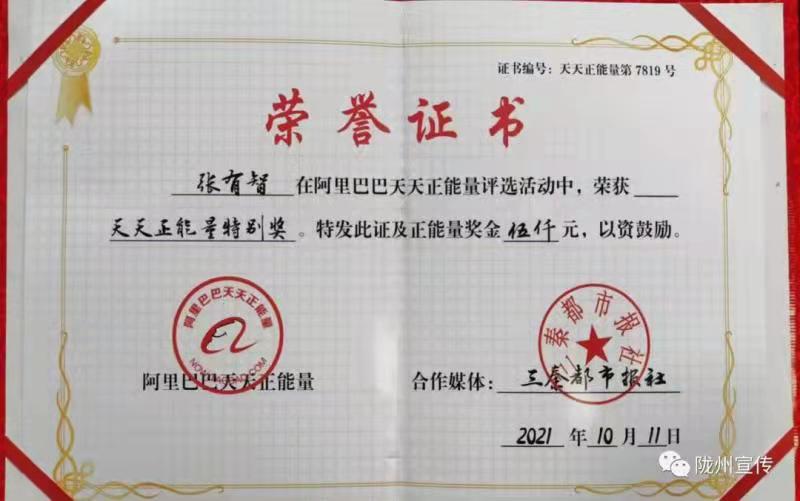 证书编号：天天正能量第7819号
荣誉证书
张有智在阿里巴巴天天正能量评选活动中，荣获
天天正能量特别奖。特发此证及正能量奖金伍仟元，以资鼓励。
阿里巴巴天天正能量
三秦都市报社
阿里巴巴天天正能量
合作媒体：三秦都市报社
2021年10月11日
陇州宣传